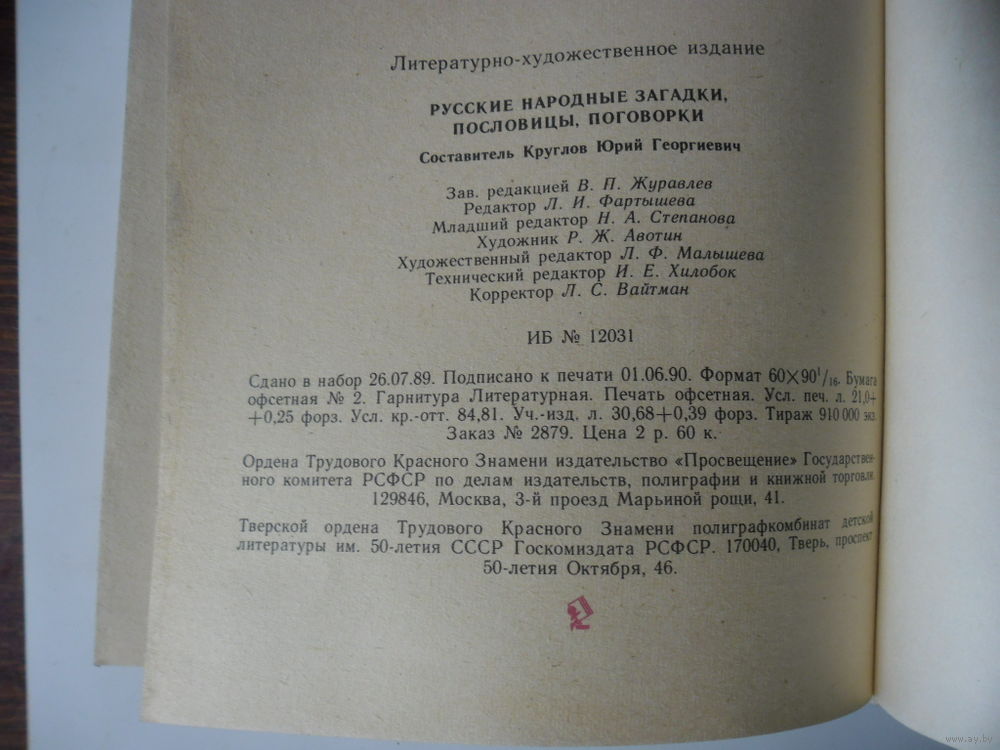 Литературно-художественное издание
РУССКИЕ НАРОДНЫЕ ЗАГАДКИ,
ПОСЛОВИЦЫ, ПОГОВОРКИ
Составитель Круглов Юрий Георгиевич
Зав. редакцией В. П. Журавлев
Редактор Л. И. Фартышева
Младший редактор Н. А. Степанова
Художник Р. Ж. Авотин
Художественный редактор Л. Ф. Малышева
Технический редактор И. Е. Хилобок
Корректор Л. С. Вайтман
ИБ № 12031
Сдано в набор 26.07.89. Подписано к печати 01.06.90. Формат 60×90¹/₁₆. Бумага
офсетная № 2. Гарнитура Литературная. Печать офсетная. Усл. печ. л. 21,0+
+0,25 форз. Усл. кр.-отт. 84,81. Уч.-изд. л. 30,68+0,39 форз. Тираж 910 000 экз.
Заказ № 2879. Цена 2 р. 60 к.
Ордена Трудового Красного Знамени издательство «Просвещение» Государствен-
ного комитета РСФСР по делам издательств, полиграфии и книжной торговли.
129846, Москва, 3-й проезд Марьиной рощи, 41.
Тверской ордена Трудового Красного Знамени полиграфкомбинат детской
литературы им. 50-летия СССР Госкомиздата РСФСР. 170040, Тверь, проспект
50-летия Октября, 46.
www.ay.by